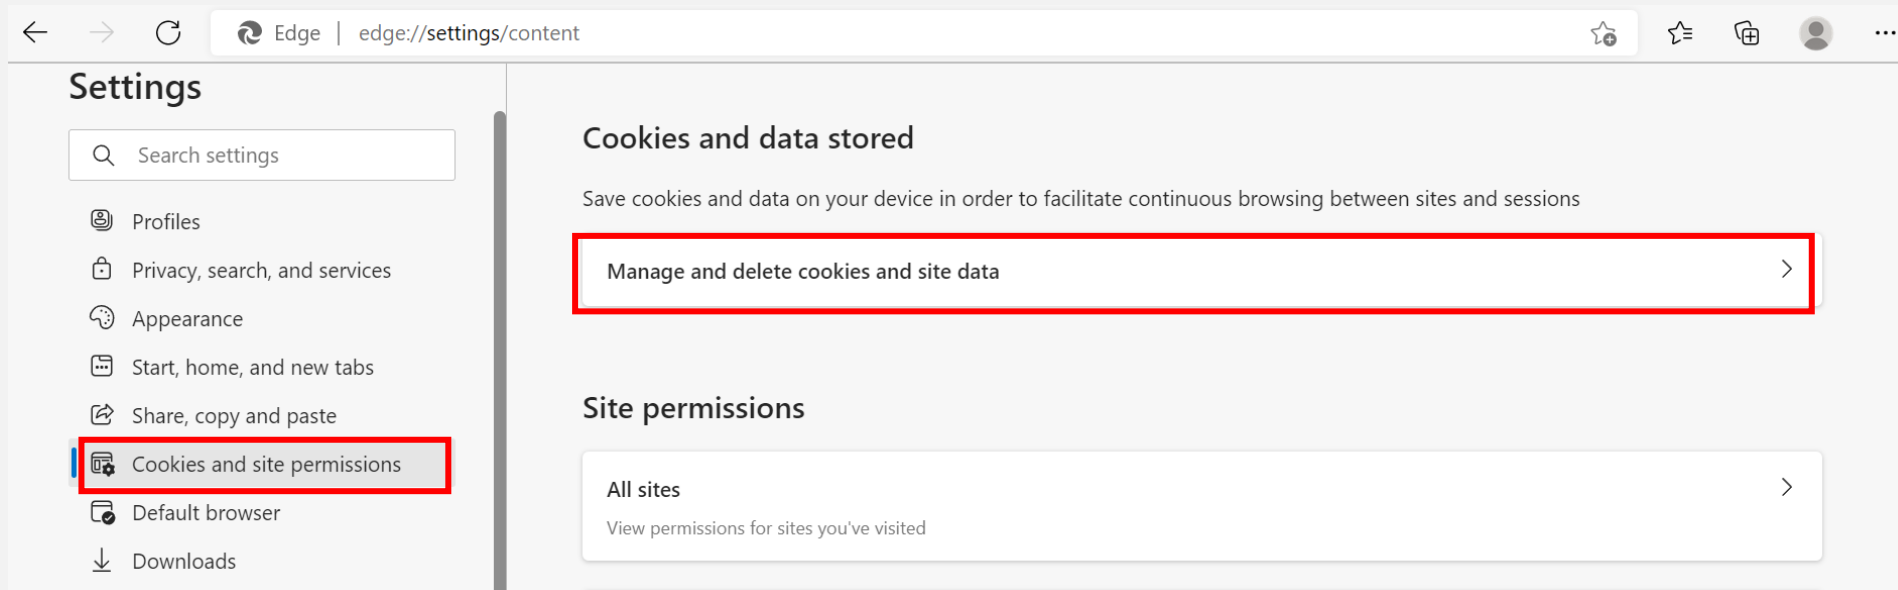 Edge | edge://settings/content
Settings
Search settings
Profiles
Privacy, search, and services
Appearance
Start, home, and new tabs
Share, copy and paste
Cookies and site permissions
Default browser
Downloads
Cookies and data stored
Save cookies and data on your device in order to facilitate continuous browsing between sites and sessions
Manage and delete cookies and site data
Site permissions
All sites
View permissions for sites you've visited